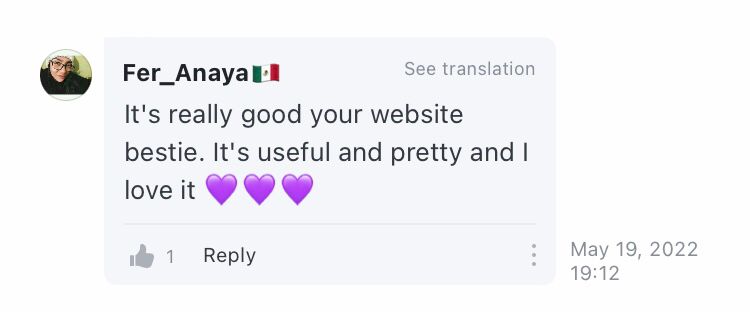 Fer_Anaya🇲🇽
See translation
It's really good your website
bestie. It's useful and pretty and I
love it 💜💜💜
1
Reply
May 19, 2022
19:12